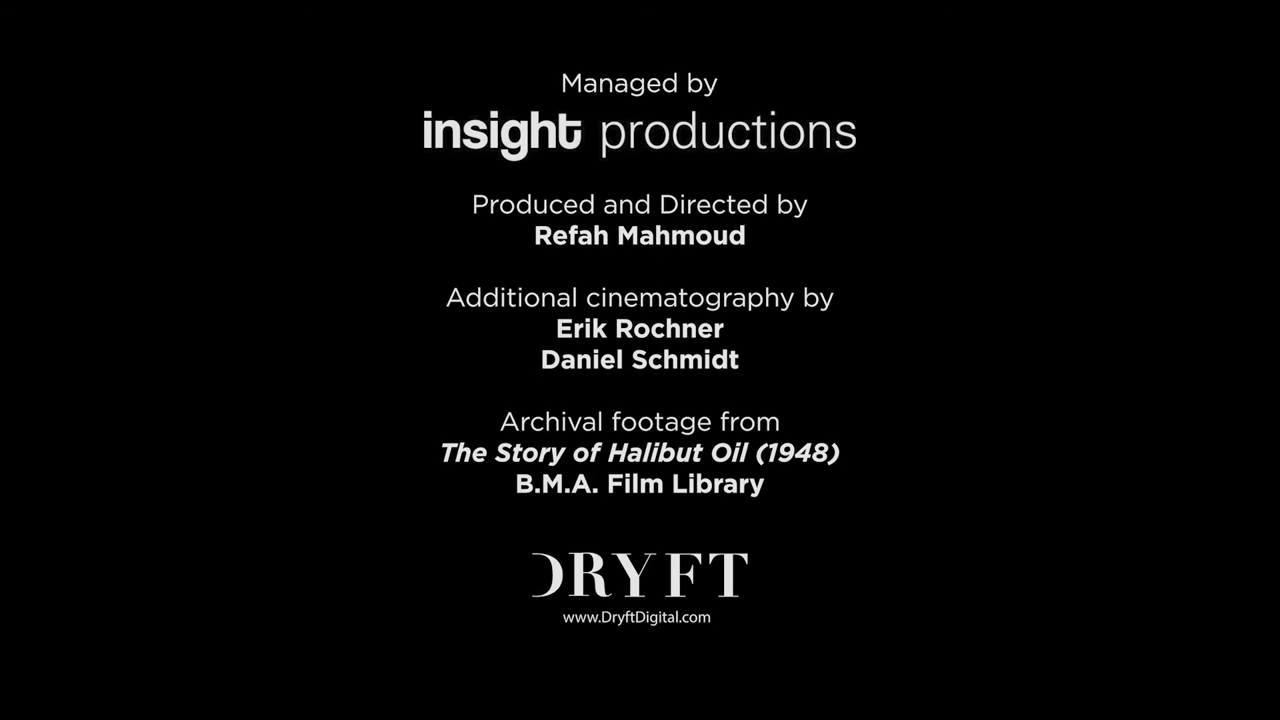 Managed by
insight productions
Produced and Directed by
Refah Mahmoud
Additional cinematography by
Erik Rochner
Daniel Schmidt
Archival footage from
The Story of Halibut Oil (1948)
B.M.A. Film Library
DRYFT
www.DryftDigital.com